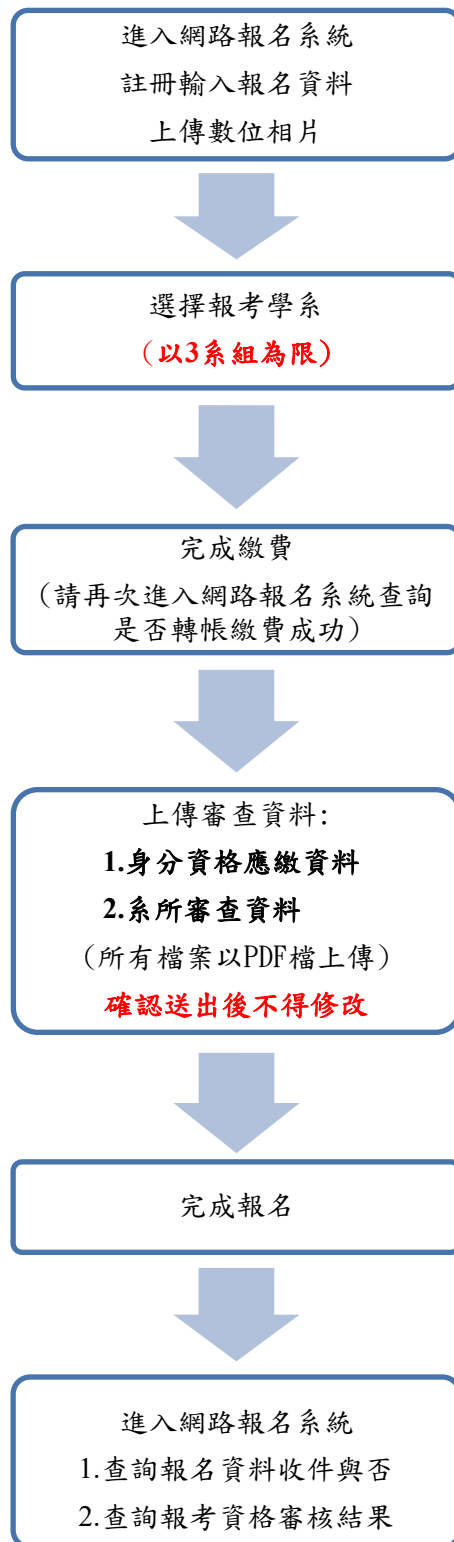 進入網路報名系統
註冊輸入報名資料
上傳數位相片
選擇報考學系
(以3系組為限)
完成繳費
(請再次進入網路報名系統查詢
是否轉帳繳費成功)
上傳審查資料:
1.身分資格應繳資料
2.系所審查資料
(所有檔案以PDF檔上傳)
確認送出後不得修改
完成報名
進入網路報名系統
1.查詢報名資料收件與否
2.查詢報考資格審核結果